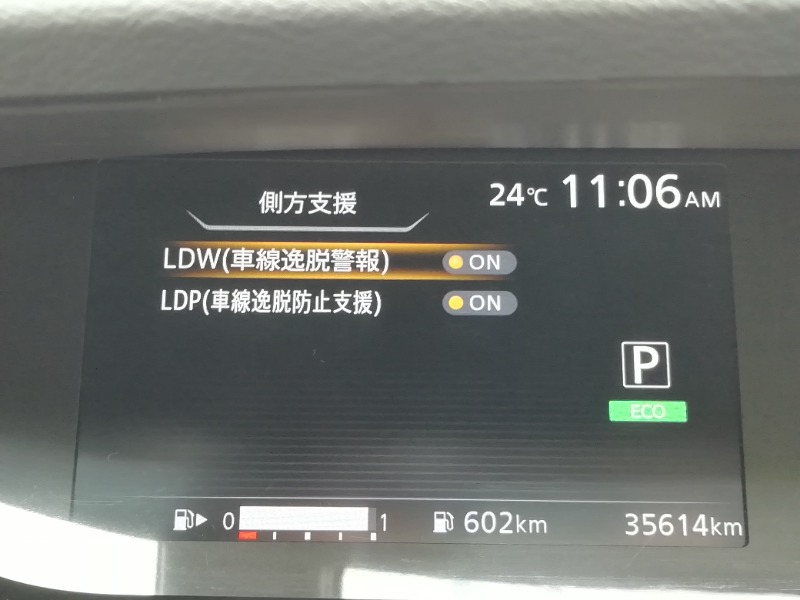 側方支援
24℃ 11:06AM
LDW(車線逸脱警報) ON
LDP(車線逸脱防止支援) ON
P
ECO
0 1 602km 35614km